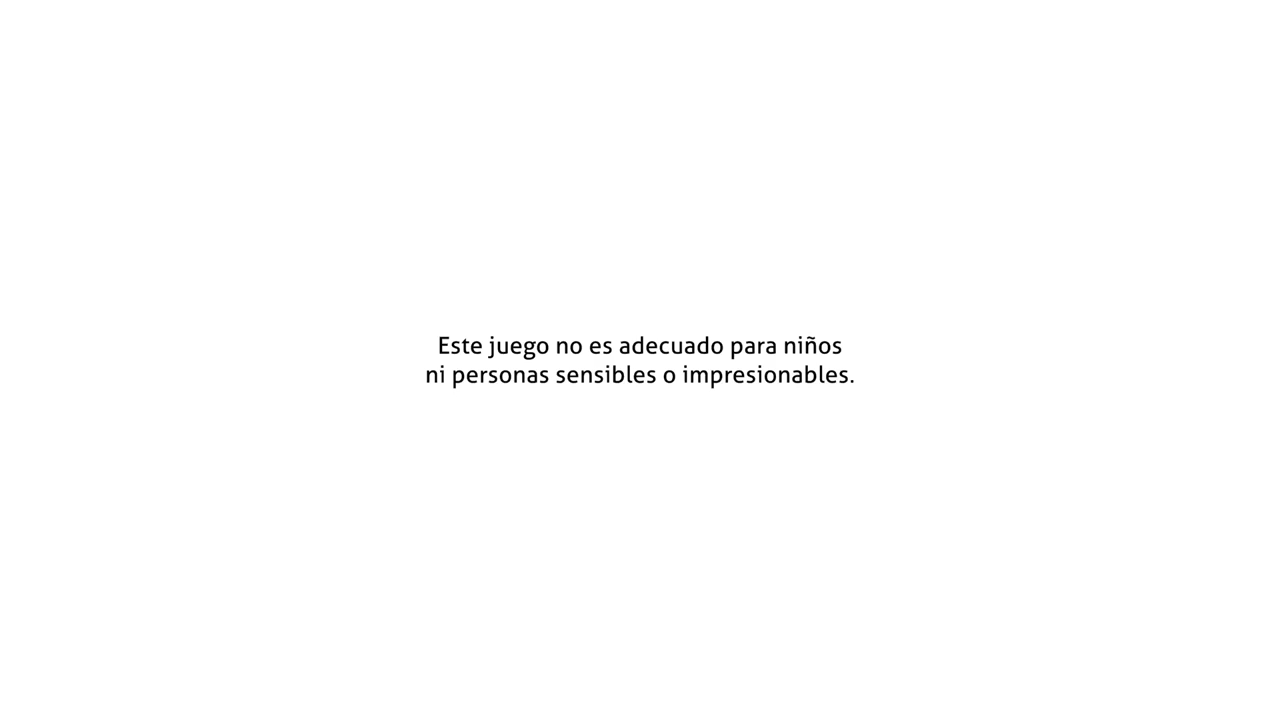 Este juego no es adecuado para niños
ni personas sensibles o impresionables.